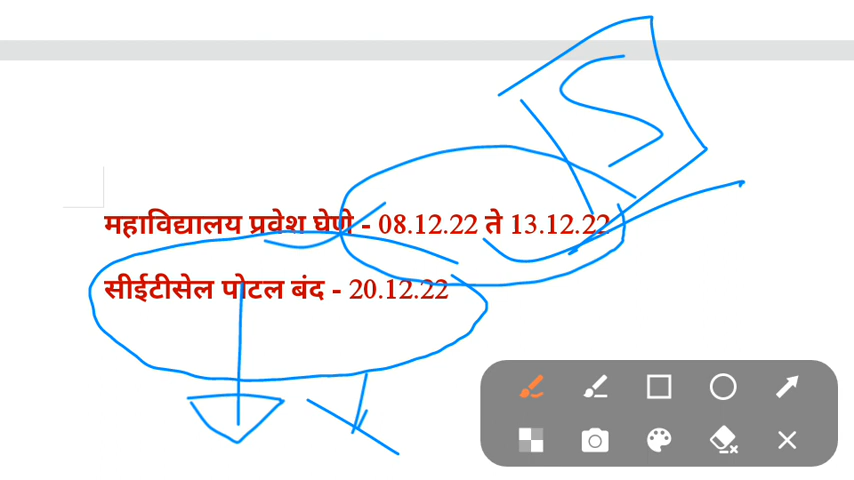 महाविद्यालय प्रवेश घेणे - 08.12.22 ते 13.12.22
सीईटीसेल पोटल बंद - 20.12.22